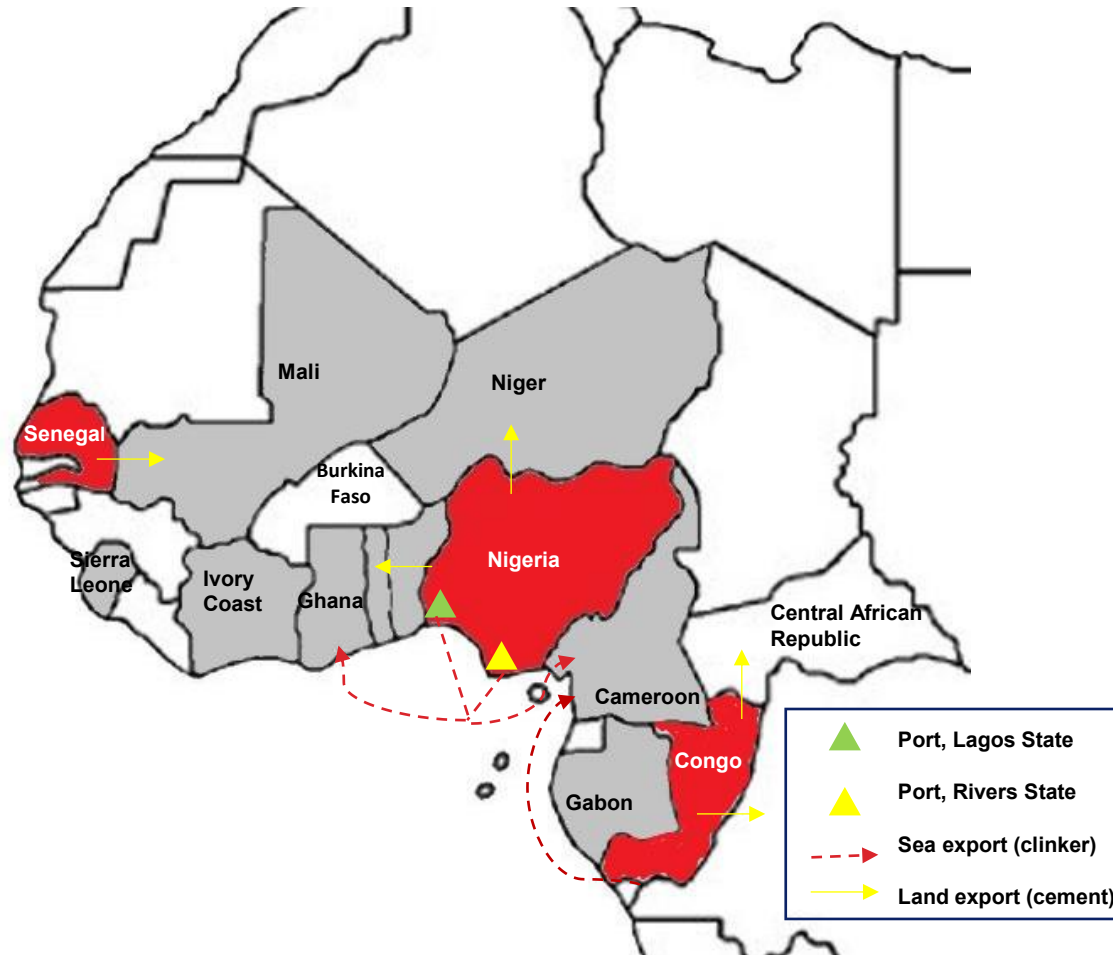 Mali
Niger
Senegal
Burkina
Faso
Nigeria
Sierra
Leone
Ivory
Coast
Ghana
Central African
Republic
Cameroon
Congo
Gabon
Port, Lagos State
Port, Rivers State
Sea export (clinker)
Land export (cement)